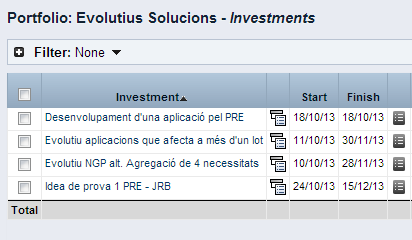 Portfolio: Evolutius Solucions - Investments
Filter: None
Investment Start Finish
Desenvolupament d'una aplicació pel PRE 18/10/13 18/10/13
Evolutiu aplicacions que afecta a més d'un lot 11/10/13 30/11/13
Evolutiu NGP alt. Agregació de 4 necessitats 10/10/13 28/11/13
Idea de prova 1 PRE - JRB 24/10/13 15/12/13
Total